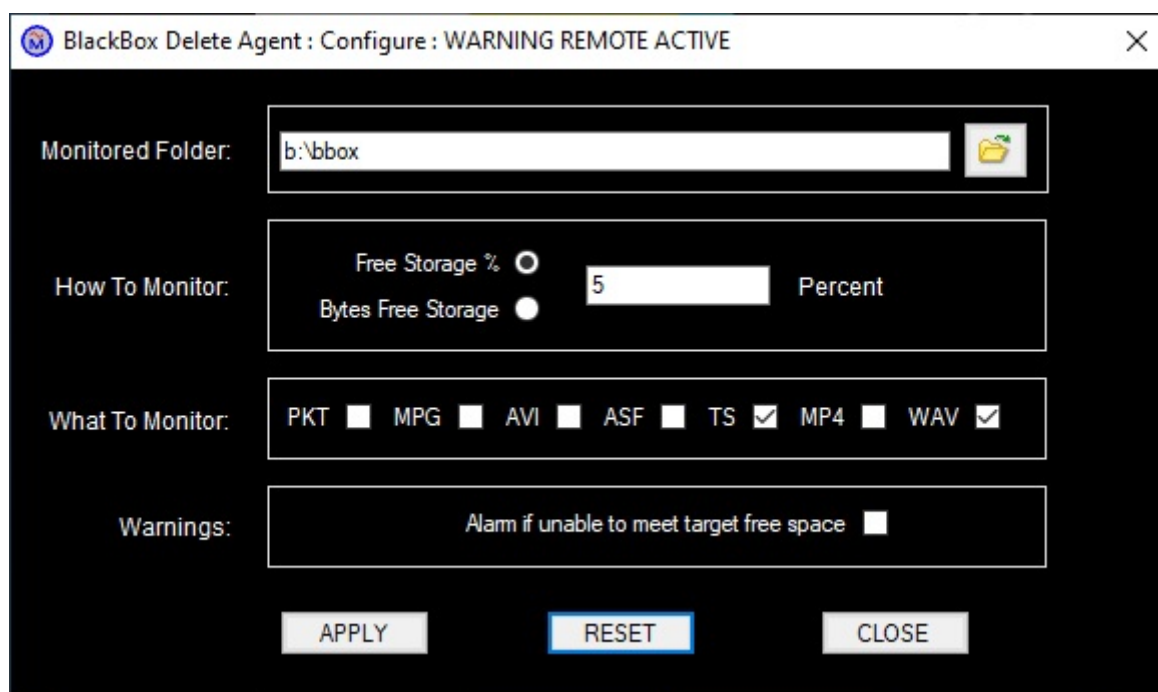 BlackBox Delete Agent : Configure : WARNING REMOTE ACTIVE
Monitored Folder: b:\bbox
How To Monitor:
Free Storage %
Bytes Free Storage
5 Percent
What To Monitor: PKT MPG AVI ASF TS MP4 WAV
Warnings: Alarm if unable to meet target free space
APPLY RESET CLOSE